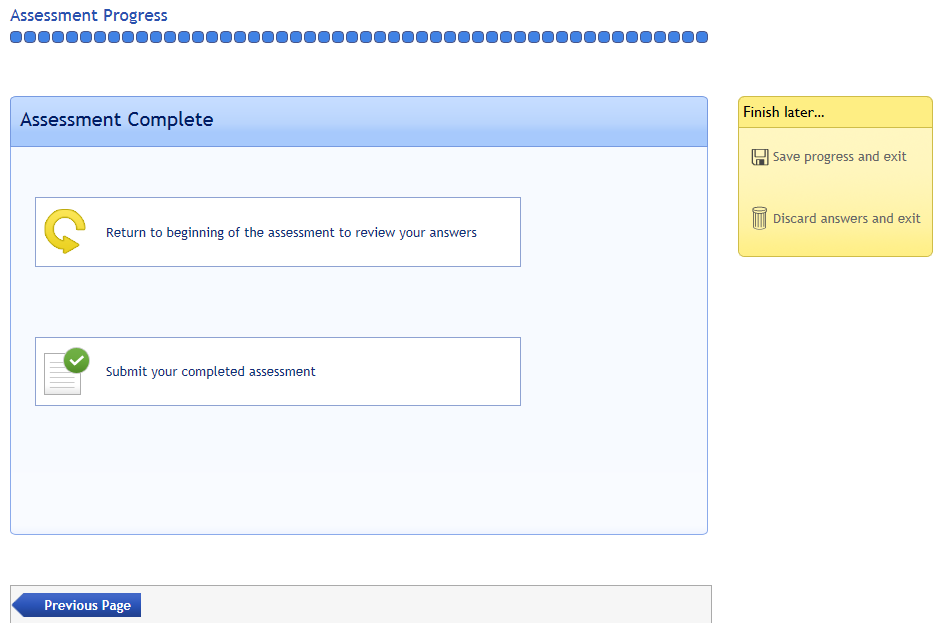 Assessment Progress
Assessment Complete
Return to beginning of the assessment to review your answers
Submit your completed assessment
Finish later...
Save progress and exit
Discard answers and exit
Previous Page